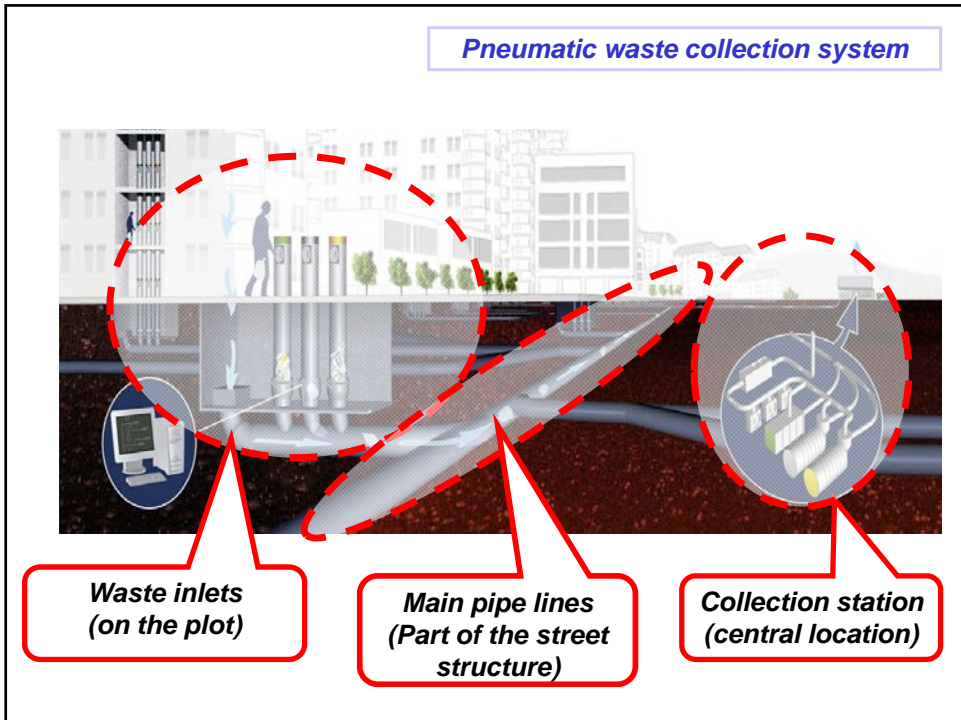 Pneumatic waste collection system
Waste inlets
(on the plot)
Main pipe lines
(Part of the street
structure)
Collection station
(central location)